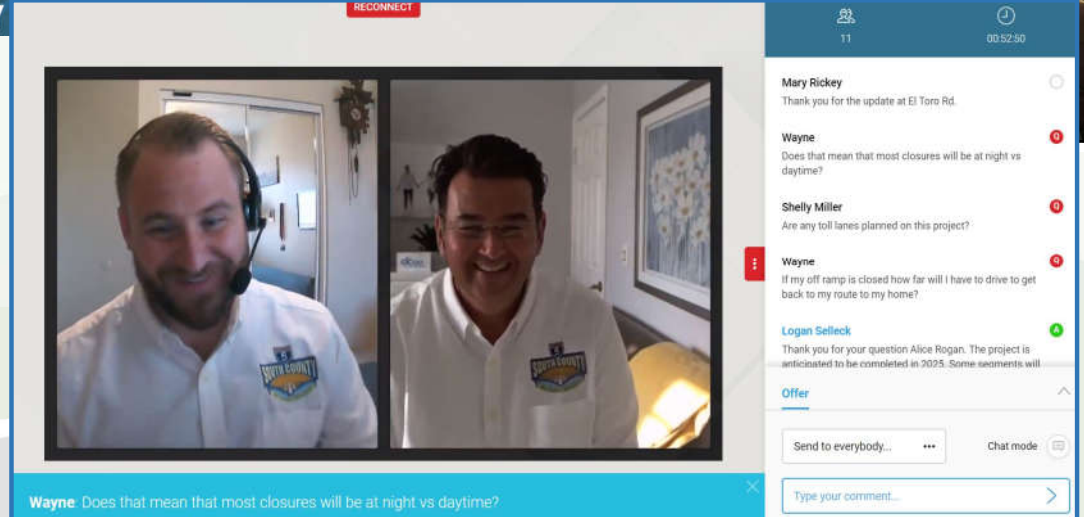 RECONNECT
11
00:52:50
Mary Rickey
Thank you for the update at El Toro Rd.
Wayne
Q
Does that mean that most closures will be at night vs
daytime?
Shelly Miller
Q
Are any toll lanes planned on this project?
Wayne
Q
If my off ramp is closed how far will I have to drive to get
back to my route to my home?
Logan Selleck
A
Thank you for your question Alice Rogan. The project is
anticipated to be completed in 2025. Some segments will
Offer
Send to everybody...
Chat mode
Type your comment...
5
SOUTH COUNTY
SOUTH COUNTY
Wayne: Does that mean that most closures will be at night vs daytime?